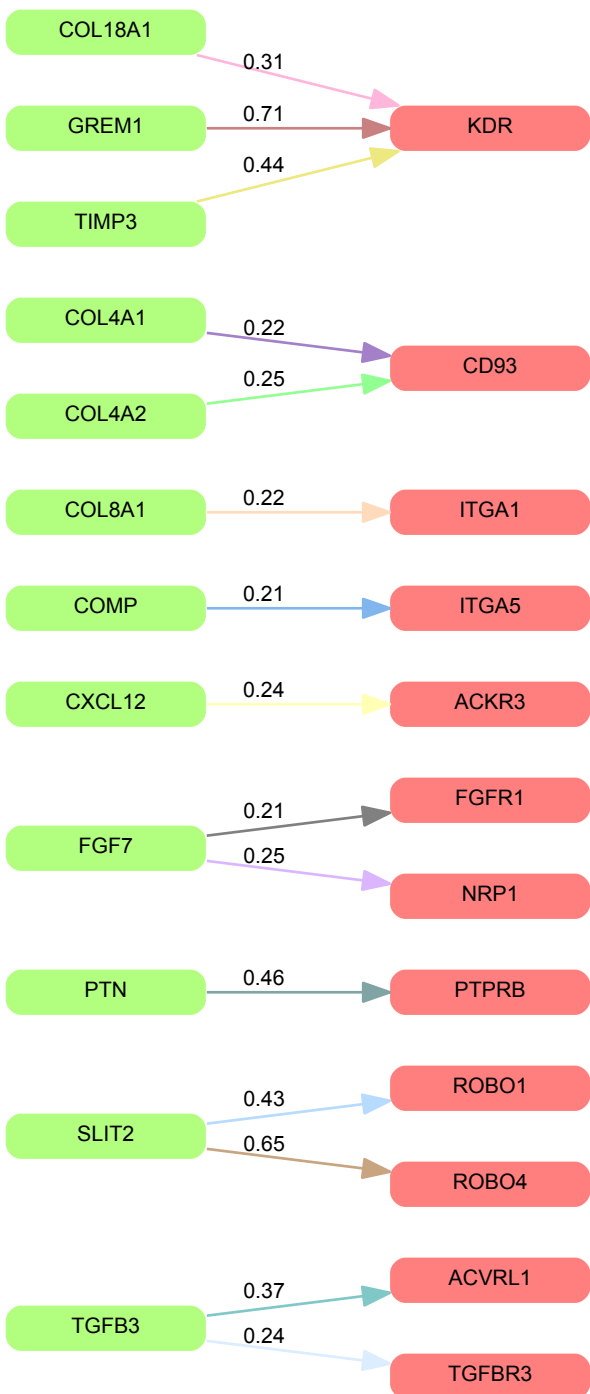 COL18A1
0.31
GREM1
0.71
KDR
0.44
TIMP3
COL4A1
0.22
CD93
0.25
COL4A2
COL8A1
0.22
ITGA1
COMP
0.21
ITGA5
CXCL12
0.24
ACKR3
FGFR1
0.21
FGF7
0.25
NRP1
PTN
0.46
PTPRB
ROBO1
0.43
SLIT2
0.65
ROBO4
ACVRL1
0.37
TGFB3
0.24
TGFBR3